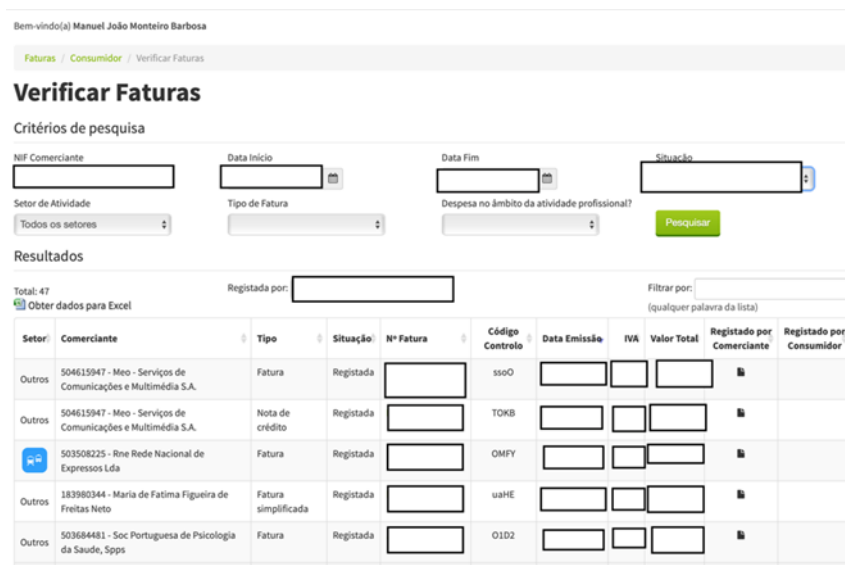 Bem-vindo(a) Manuel João Monteiro Barbosa
Faturas / Consumidor / Verificar Faturas
Verificar Faturas
Critérios de pesquisa
NIF Comerciante Data Início Data Fim Situação
Setor de Atividade Tipo de Fatura Despesa no âmbito da atividade profissional?
Todos os setores Pesquisar
Resultados
Total: 47 Registada por: Filtrar por:
Obter dados para Excel (qualquer palavra da lista)
Setor Comerciante Tipo Situação Nº Fatura Código Controlo Data Emissão IVA Valor Total Registado por Comerciante Registado por Consumidor
Outros 504615947 - Meo - Serviços de Comunicações e Multimédia S.A. Fatura Registada ssoO
Outros 504615947 - Meo - Serviços de Comunicações e Multimédia S.A. Nota de crédito Registada TOKB
503508225 - Rne Rede Nacional de Expressos Lda Fatura Registada OMFY
Outros 183980344 - Maria de Fatima Figueira de Freitas Neto Fatura simplificada Registada uaHE
Outros 503684481 - Soc Portuguesa de Psicologia da Saude, Spps Fatura Registada O1D2